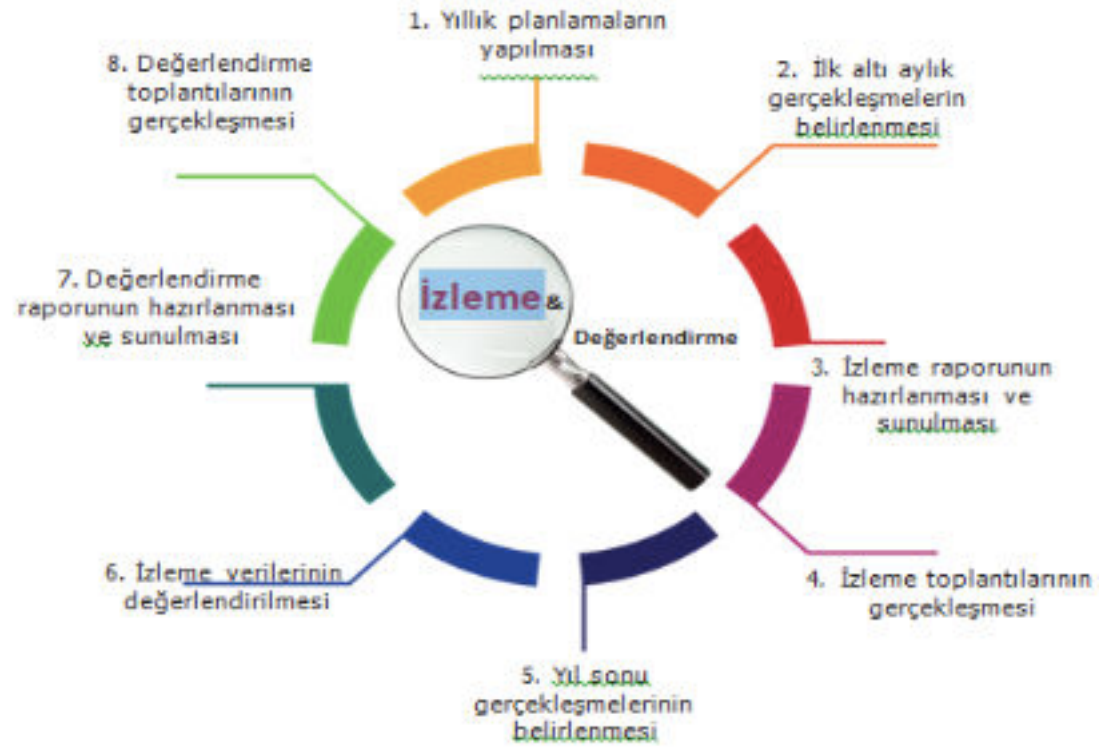 1. Yıllık planlamaların
yapılması
2. İlk altı aylık
gerçekleşmelerin
belirlenmesi
3. İzleme raporunun
hazırlanması ve
sunulması
4. İzleme toplantılarının
gerçekleşmesi
5. Yıl sonu
gerçekleşmelerinin
belirlenmesi
6. İzleme verilerinin
değerlendirilmesi
7. Değerlendirme
raporunun hazırlanması
ve sunulması
8. Değerlendirme
toplantılarının
gerçekleşmesi
İzleme &
Değerlendirme